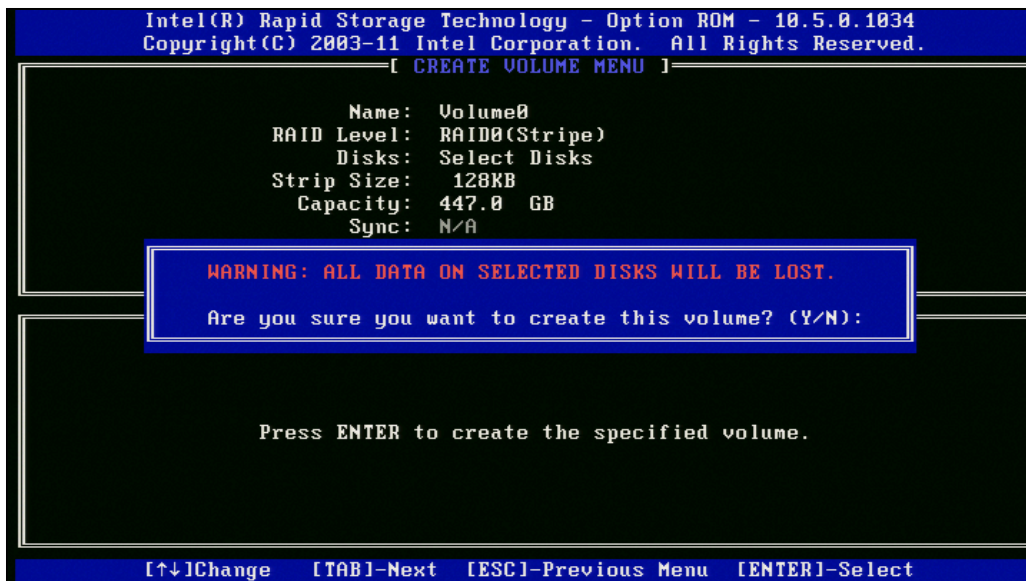 Intel(R) Rapid Storage Technology - Option ROM - 10.5.0.1034
Copyright(C) 2003-11 Intel Corporation. All Rights Reserved.
[ CREATE VOLUME MENU ]
Name: Volume0
RAID Level: RAID0(Stripe)
Disks: Select Disks
Strip Size: 128KB
Capacity: 447.0 GB
Sync: N/A
WARNING: ALL DATA ON SELECTED DISKS WILL BE LOST.
Are you sure you want to create this volume? (Y/N):
Press ENTER to create the specified volume.
[↑↓]Change [TAB]-Next [ESC]-Previous Menu [ENTER]-Select